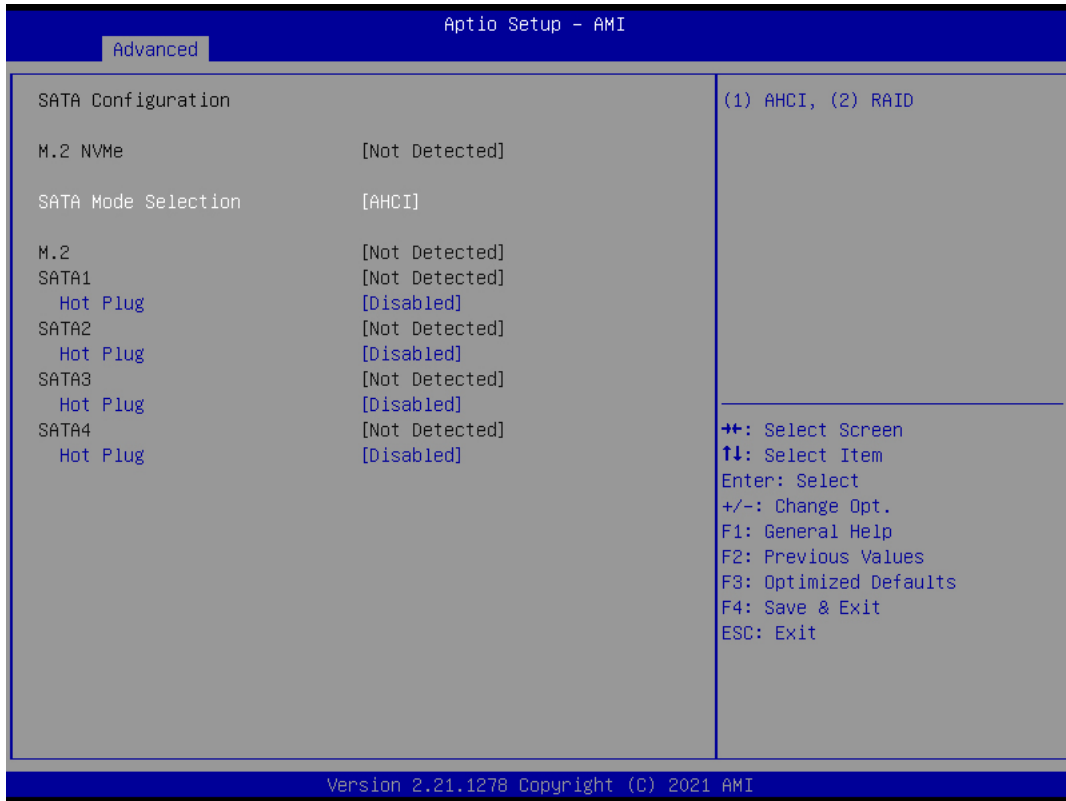 Aptio Setup – AMI
Advanced
SATA Configuration
M.2 NVMe [Not Detected]
SATA Mode Selection [AHCI]
M.2 [Not Detected]
SATA1 [Not Detected]
Hot Plug [Disabled]
SATA2 [Not Detected]
Hot Plug [Disabled]
SATA3 [Not Detected]
Hot Plug [Disabled]
SATA4 [Not Detected]
Hot Plug [Disabled]
(1) AHCI, (2) RAID
→←: Select Screen
↑↓: Select Item
Enter: Select
+/-: Change Opt.
F1: General Help
F2: Previous Values
F3: Optimized Defaults
F4: Save & Exit
ESC: Exit
Version 2.21.1278 Copyright (C) 2021 AMI